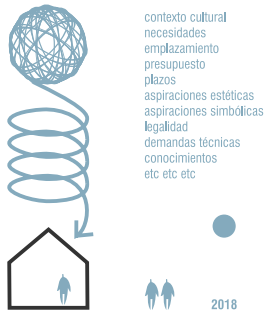 contexto cultural
necesidades
emplazamiento
presupuesto
plazos
aspiraciones estéticas
aspiraciones simbólicas
legalidad
demandas técnicas
conocimientos
etc etc etc
2018